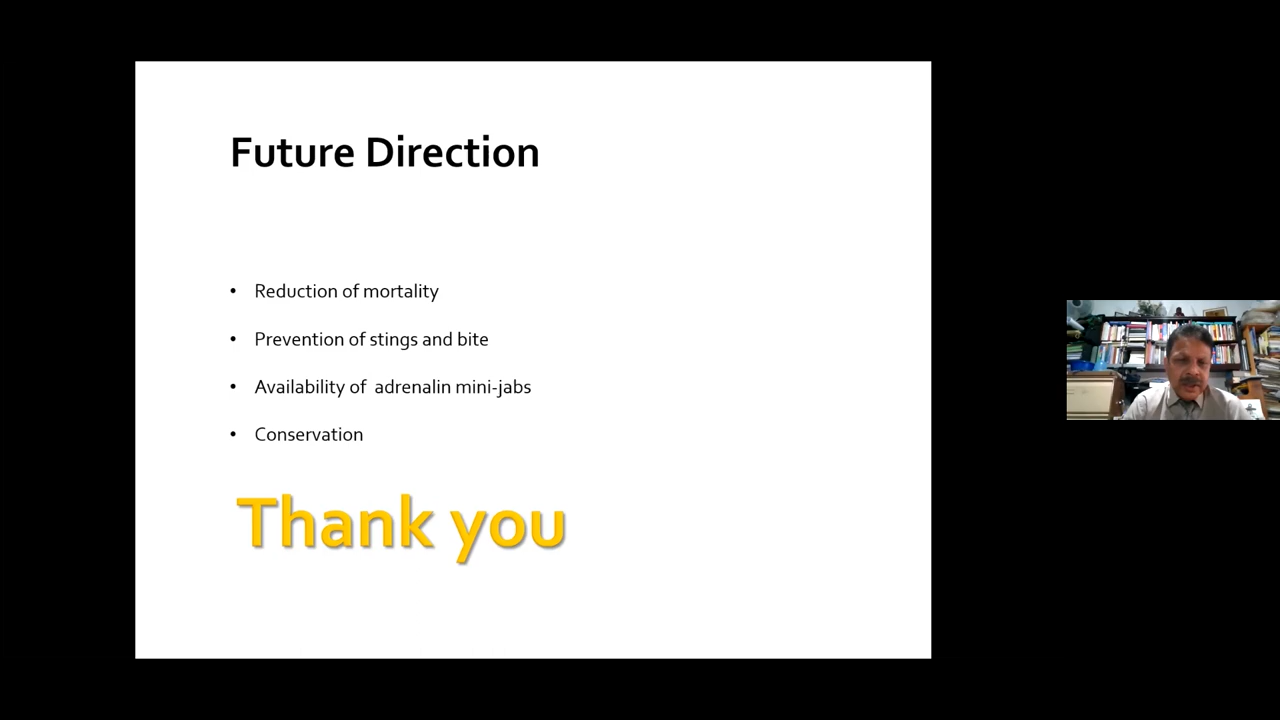 Future Direction
• Reduction of mortality
• Prevention of stings and bite
• Availability of  adrenalin mini-jabs
• Conservation
Thank you